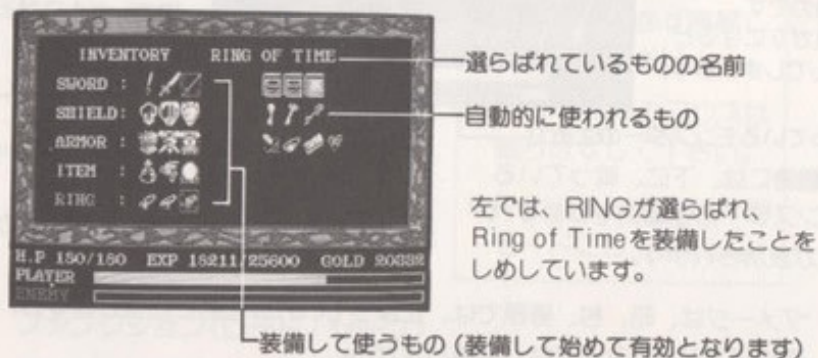 INVENTORY RING OF TIME
選らばれているものの名前
SWORD :
SHIELD:
自動的に使われるもの
ARMOR :
ITEM :
RING :
左では、RINGが選らばれ、
Ring of Timeを装備したことを
しめしています。
H.P 180/180 EXP 18211/25600 GOLD
PLAYER
ENEMY
装備して使うもの (装備して始めて有効となります)